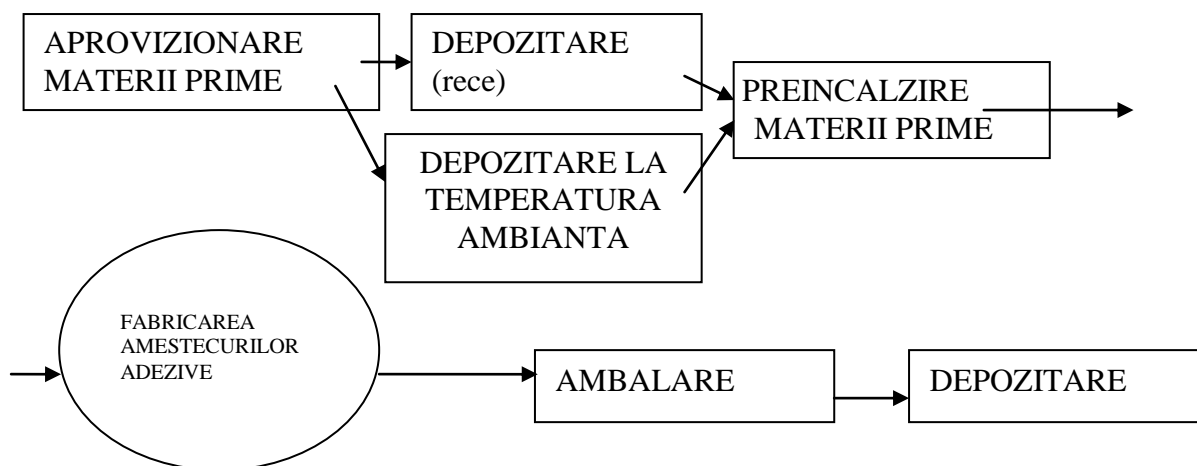 APROVIZIONARE
MATERII PRIME
DEPOZITARE
(rece)
DEPOZITARE LA
TEMPERATURA
AMBIANTA
PREINCALZIRE
MATERII PRIME
FABRICAREA
AMESTECURILOR
ADEZIVE
AMBALARE
DEPOZITARE